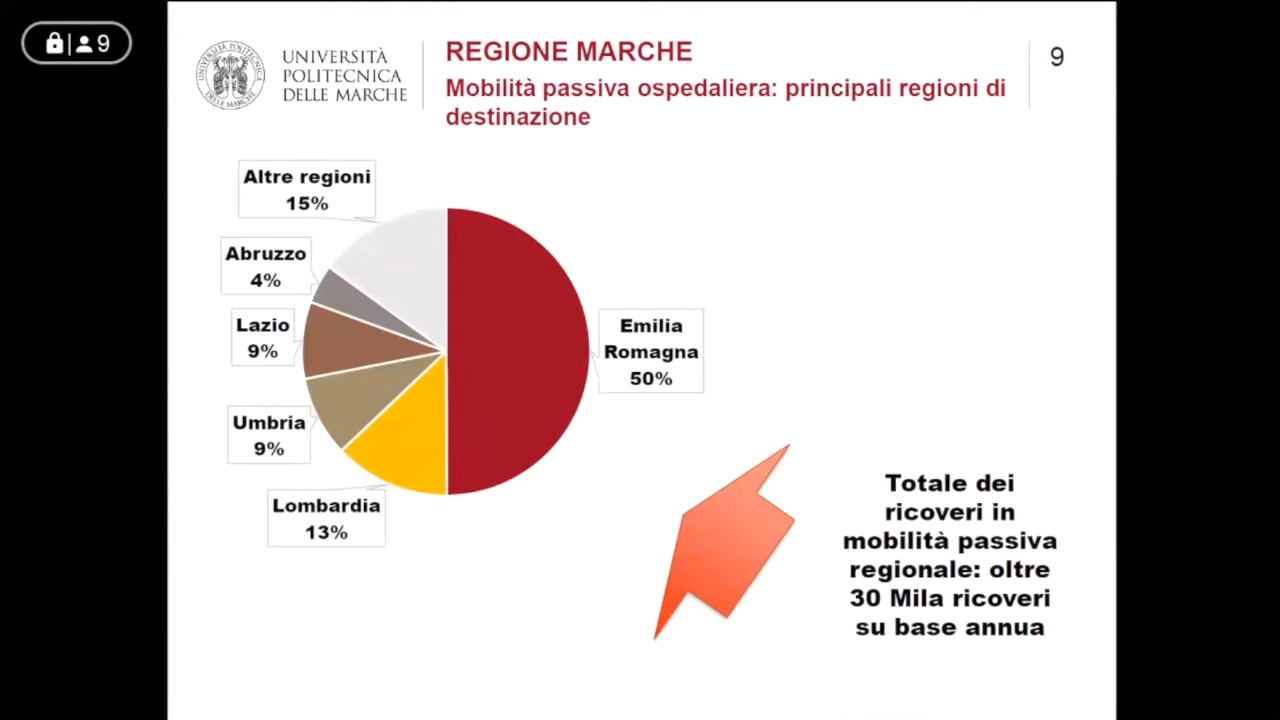 9
UNIVERSITÀ
POLITECNICA
DELLE MARCHE
REGIONE MARCHE
Mobilità passiva ospedaliera: principali regioni di
destinazione
9
Altre regioni
15%
Abruzzo
4%
Lazio
9%
Umbria
9%
Lombardia
13%
Emilia
Romagna
50%
Totale dei
ricoveri in
mobilità passiva
regionale: oltre
30 Mila ricoveri
su base annua